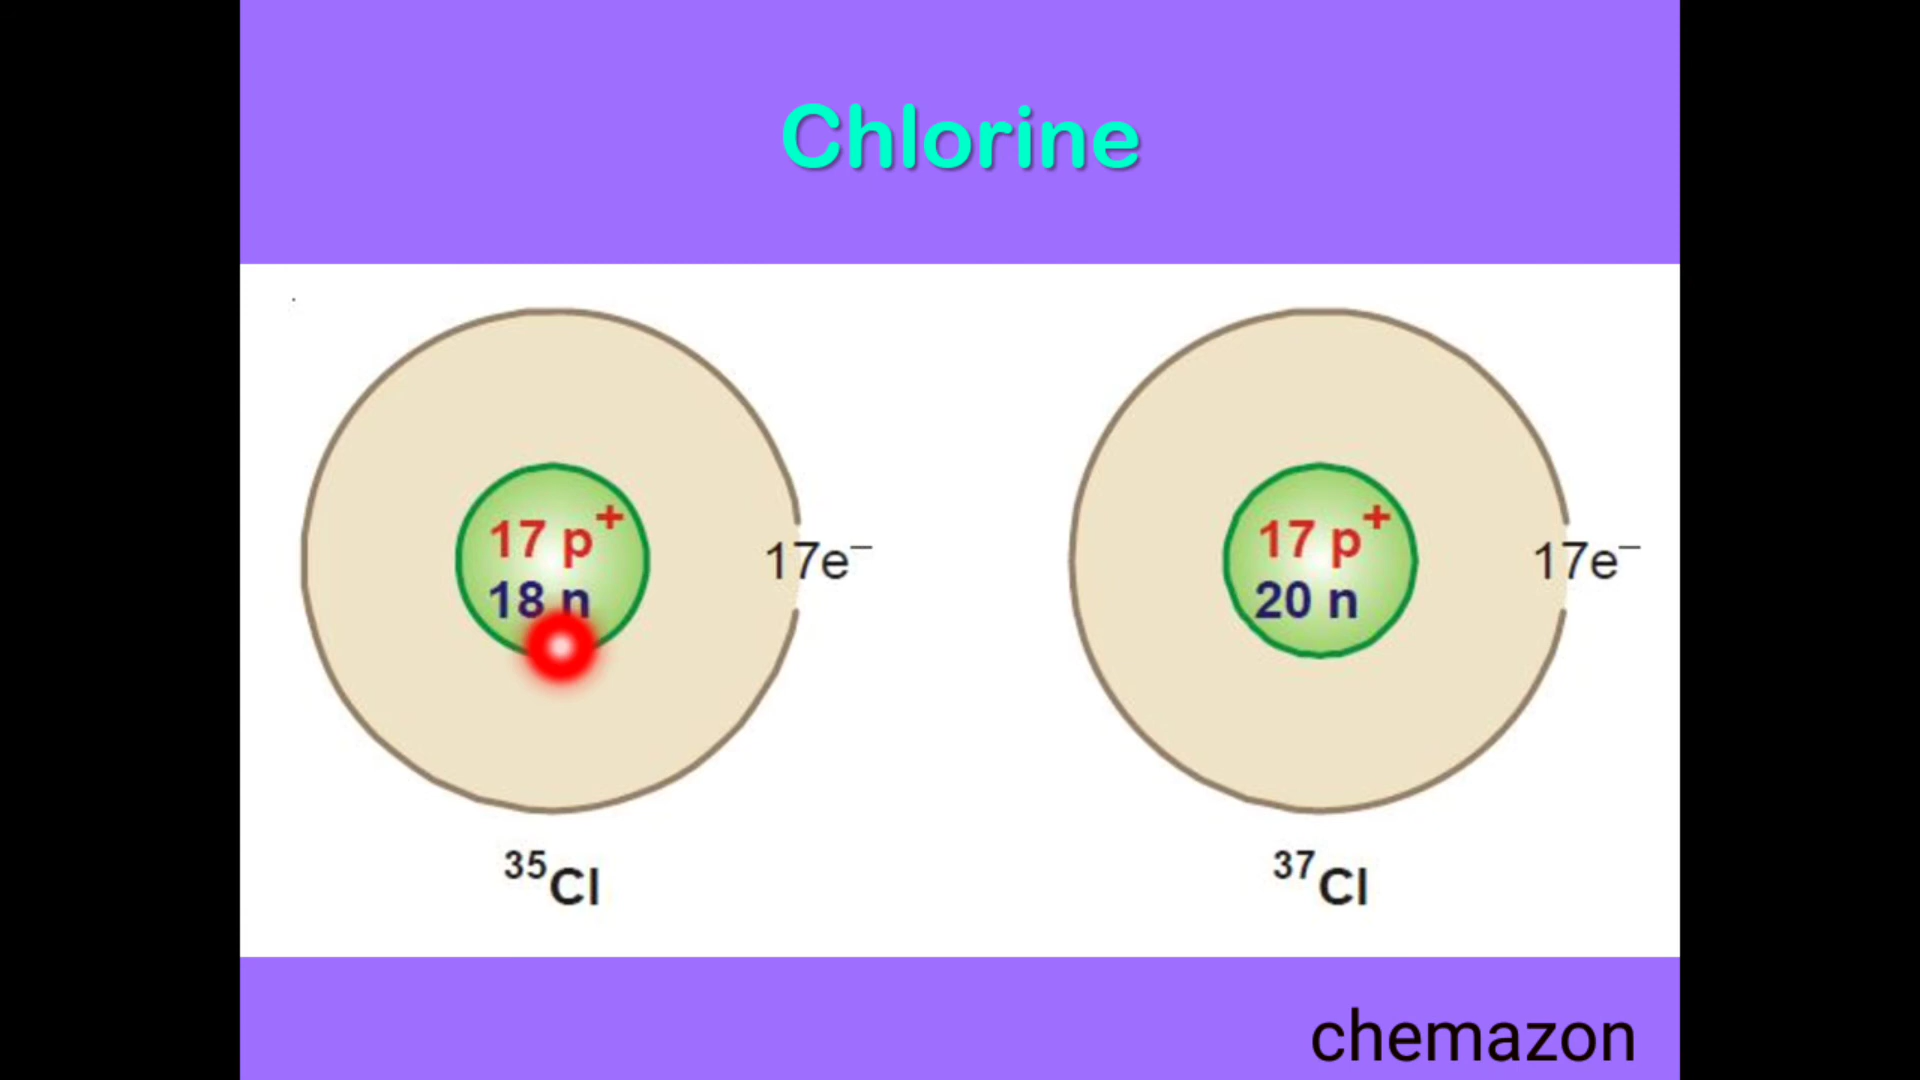 Chlorine
17 p⁺
18 n
17e⁻
³⁵Cl
17 p⁺
20 n
17e⁻
³⁷Cl
chemazon